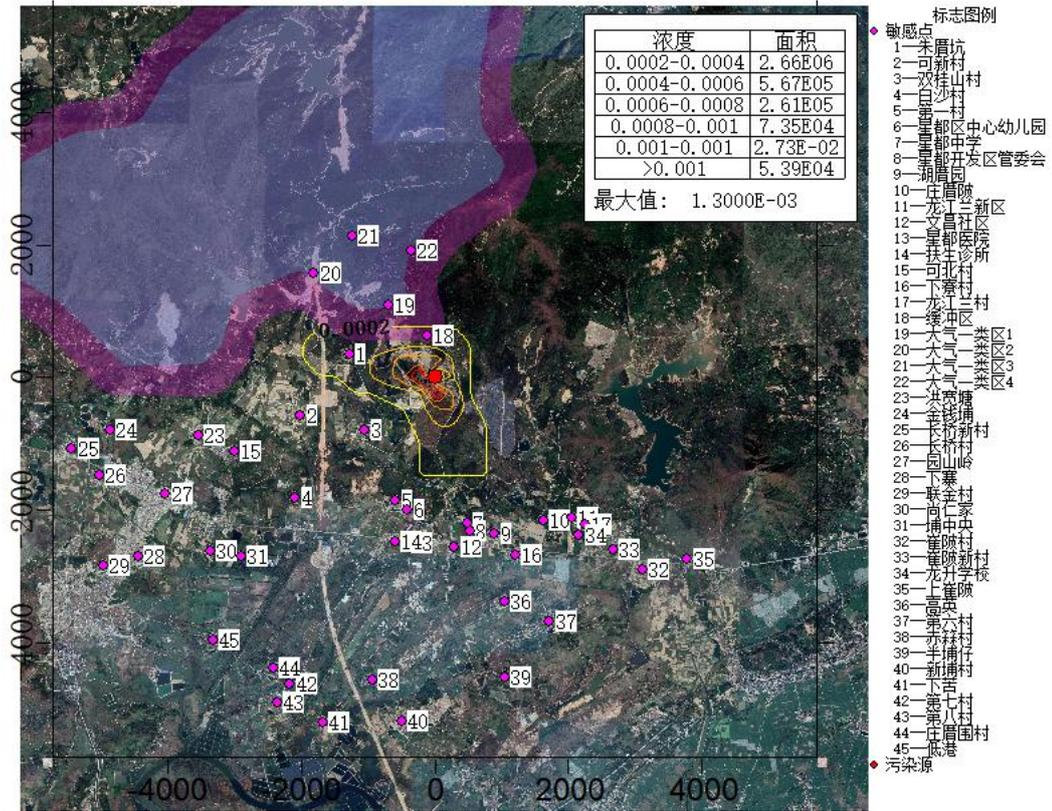 浓度 面积
0.0002-0.0004 2.66E06
0.0004-0.0006 5.67E05
0.0006-0.0008 2.61E05
0.0008-0.001 7.35E04
0.001-0.001 2.73E-02
>0.001 5.39E04
最大值: 1.3000E-03
标志图例
敏感点
1—朱厝坑
2—可新村
3—双桂山村
4—白沙村
5—第一村
6—星都区中心幼儿园
7—星都中学
8—星都开发区管委会
9—湖厝园
10—庄厝陂
11—龙江兰新区
12—文昌社区
13—星都医院
14—扶生诊所
15—可北村
16—下寮村
17—龙江兰村
18—缓冲区
19—大气一类区1
20—大气一类区2
21—大气一类区3
22—大气一类区4
23—洪宽塘
24—金钱埔
25—长桥新村
26—长桥村
27—园山岭
28—下寨
29—联金村
30—尚仁家
31—埔中央
32—崔陂村
33—崔陂新村
34—龙升学校
35—上崔陂
36—高英
37—第六村
38—赤籽村
39—半埔仔
40—新埔村
41—下苦
42—第七村
43—第八村
44—庄厝围村
45—低港
污染源
4000
2000
0
-2000
-4000
-4000 -2000 0 2000 4000
0.0002
21
22
20
19
18
1
2
3
24
23
25
15
26
27
4
5
6
7
8
9
10
34
33
35
32
143
12
16
30
31
28
29
36
37
45
44
42
43
38
39
41
40